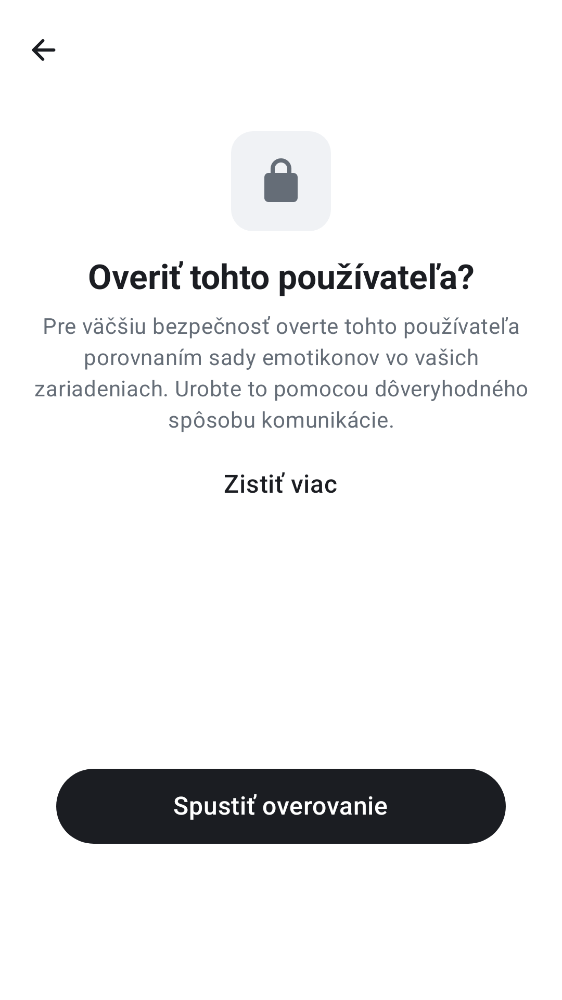 Overiť tohto používateľa?
Pre väčšiu bezpečnosť overte tohto používateľa
porovnaním sady emotikonov vo vašich
zariadeniach. Urobte to pomocou dôveryhodného
spôsobu komunikácie.
Zistiť viac
Spustiť overovanie